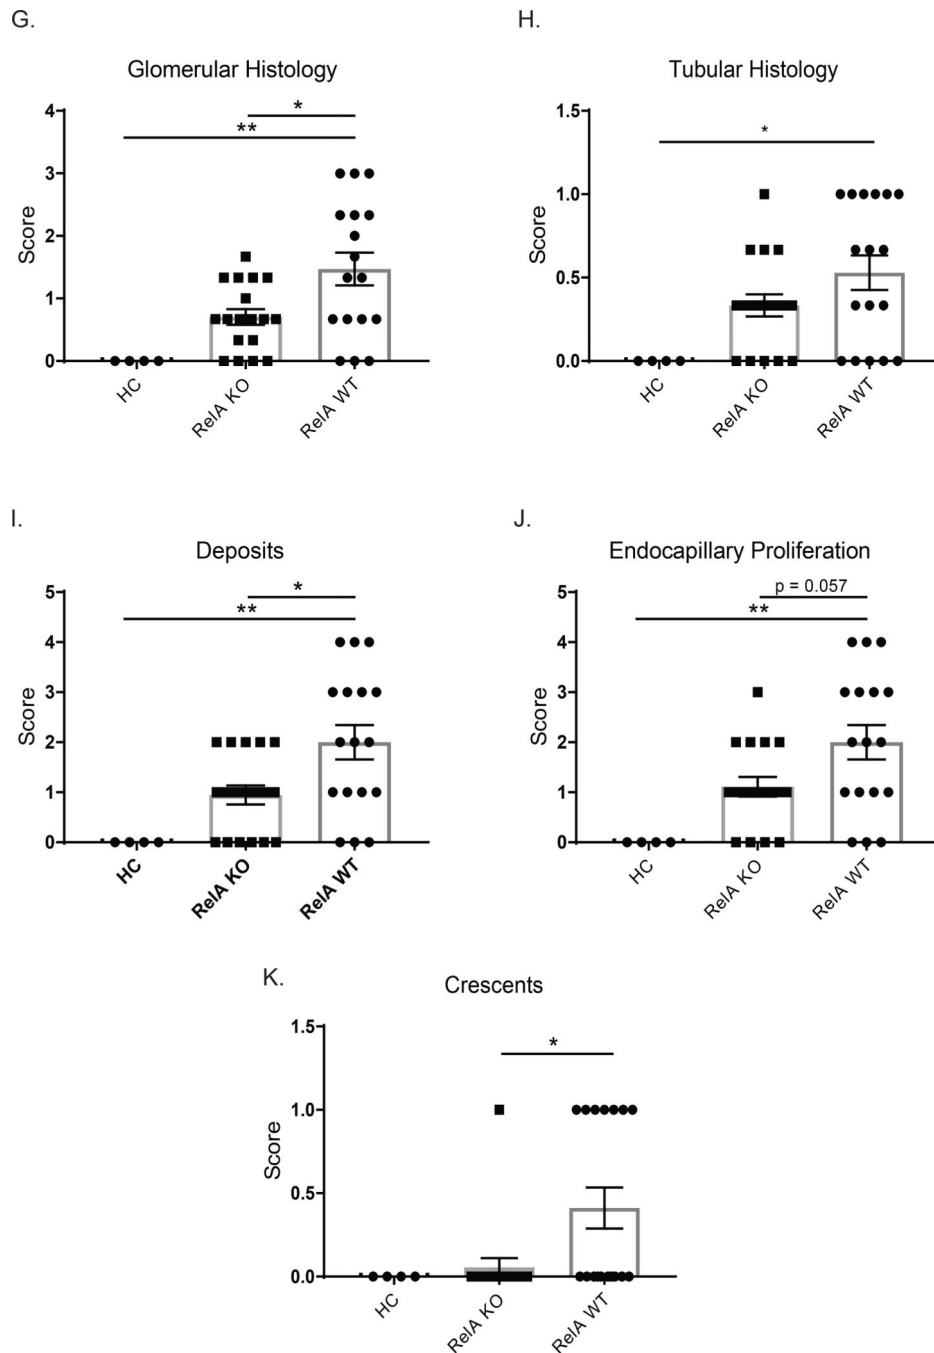 G.
Glomerular Histology
*
**
Score
4
3
2
1
0
HC
RelA KO
RelA WT
H.
Tubular Histology
*
Score
1.5
1.0
0.5
0.0
HC
RelA KO
RelA WT
I.
Deposits
*
**
Score
5
4
3
2
1
0
HC
RelA KO
RelA WT
J.
Endocapillary Proliferation
p = 0.057
**
Score
5
4
3
2
1
0
HC
RelA KO
RelA WT
K.
Crescents
*
Score
1.5
1.0
0.5
0.0
HC
RelA KO
RelA WT